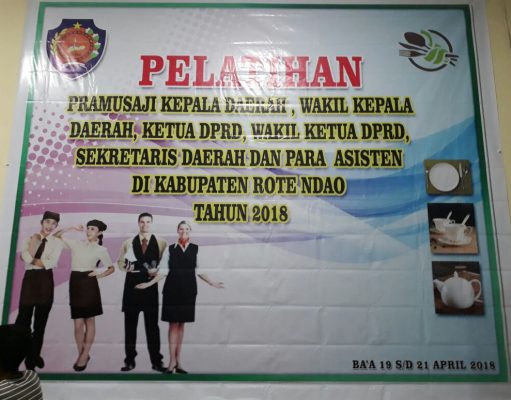 PELATIHAN
PRAMUSAJI KEPALA DAERAH , WAKIL KEPALA
DAERAH, KETUA DPRD, WAKIL KETUA DPRD,
SEKRETARIS DAERAH DAN PARA ASISTEN
DI KABUPATEN ROTE NDAO
TAHUN 2018
BA'A 19 S/D 21 APRIL 2018